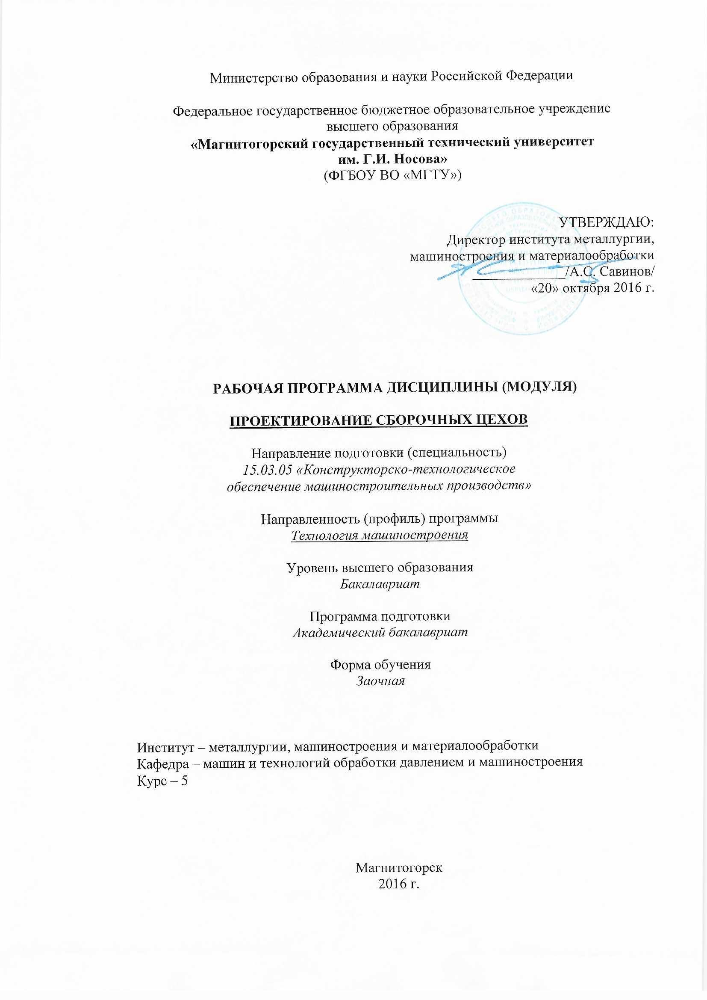 Министерство образования и науки Российской Федерации
Федеральное государственное бюджетное образовательное учреждение
высшего образования
«Магнитогорский государственный технический университет
им. Г.И. Носова»
(ФГБОУ ВО «МГТУ»)
УТВЕРЖДАЮ:
Директор института металлургии,
машиностроения и материалообработки
_____________/А.С. Савинов/
«20» октября 2016 г.
РАБОЧАЯ ПРОГРАММА ДИСЦИПЛИНЫ (МОДУЛЯ)
ПРОЕКТИРОВАНИЕ СБОРОЧНЫХ ЦЕХОВ
Направление подготовки (специальность)
15.03.05 «Конструкторско-технологическое
обеспечение машиностроительных производств»
Направленность (профиль) программы
Технология машиностроения
Уровень высшего образования
Бакалавриат
Программа подготовки
Академический бакалавриат
Форма обучения
Заочная
Институт – металлургии, машиностроения и материалообработки
Кафедра – машин и технологий обработки давлением и машиностроения
Курс – 5
Магнитогорск
2016 г.